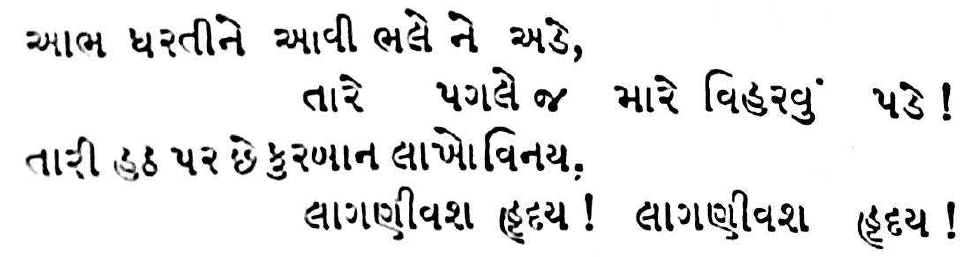 આભ ધરતીને આવી ભલે ને અડે,
તારે પગલે જ મારે વિહરવું પડે !
તારી હઠ પર છે કુરબાન લાખો વિનય.
લાગણીવશ હૃદય ! લાગણીવશ હૃદય !